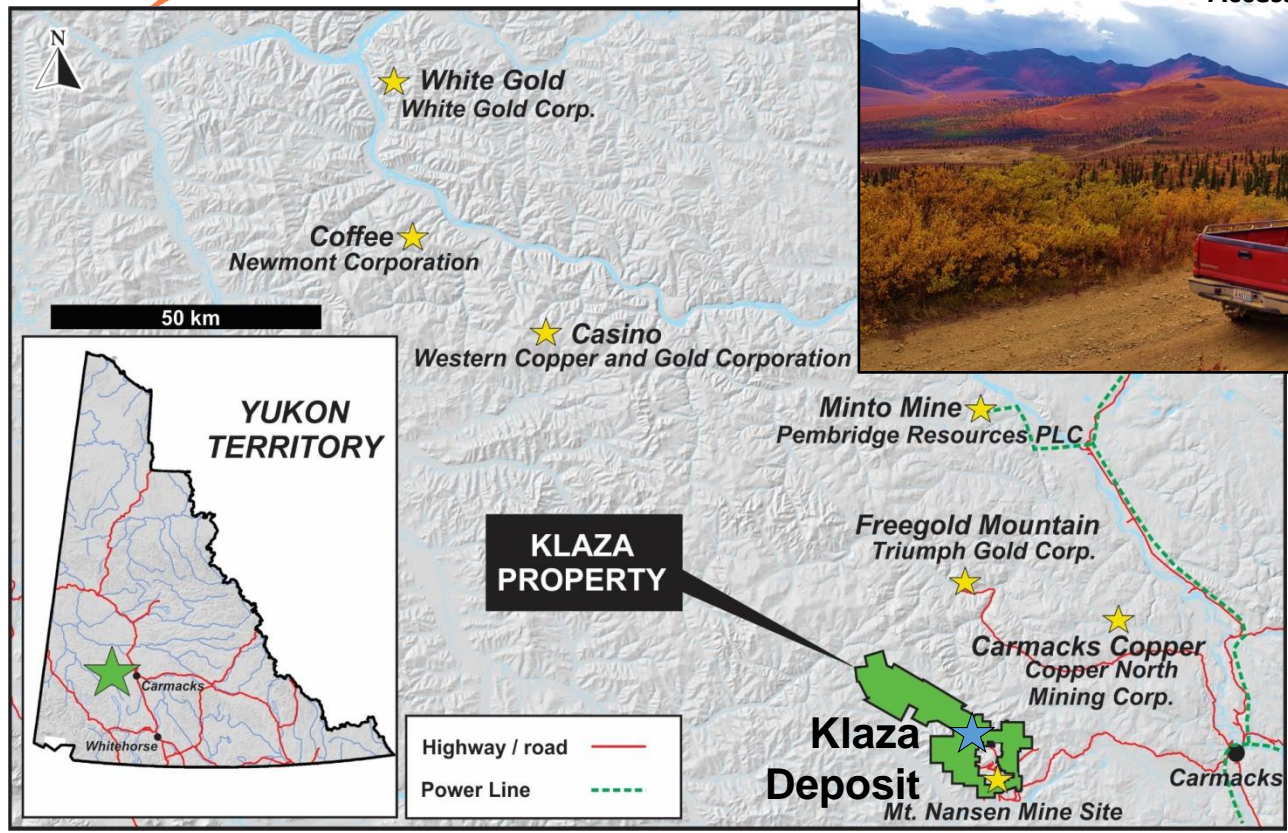 Access
N
White Gold
White Gold Corp.
Coffee
Newmont Corporation
50 km
Casino
Western Copper and Gold Corporation
YUKON
TERRITORY
Minto Mine
Pembridge Resources PLC
Freegold Mountain
Triumph Gold Corp.
KLAZA
PROPERTY
Carmacks Copper
Copper North
Mining Corp.
Carmacks
Whitehorse
Highway / road
Power Line
Klaza
Deposit
Carmacks
Mt. Nansen Mine Site